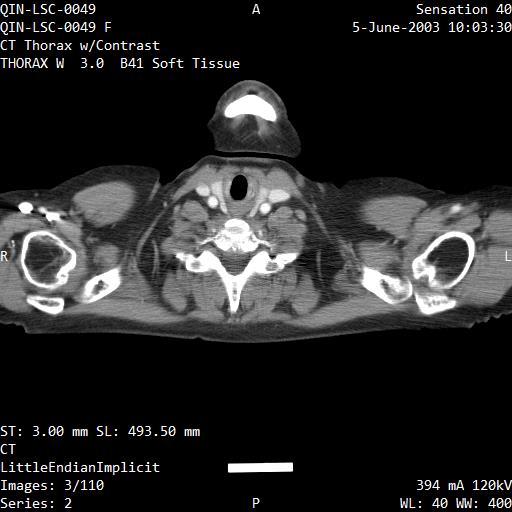 QIN-LSC-0049 A Sensation 40
QIN-LSC-0049 F 5-June-2003 10:03:30
CT Thorax w/Contrast
THORAX W 3.0 B41 Soft Tissue
R L
ST: 3.00 mm SL: 493.50 mm
CT
LittleEndianImplicit
Images: 3/110 394 mA 120kV
Series: 2 P WL: 40 WW: 400